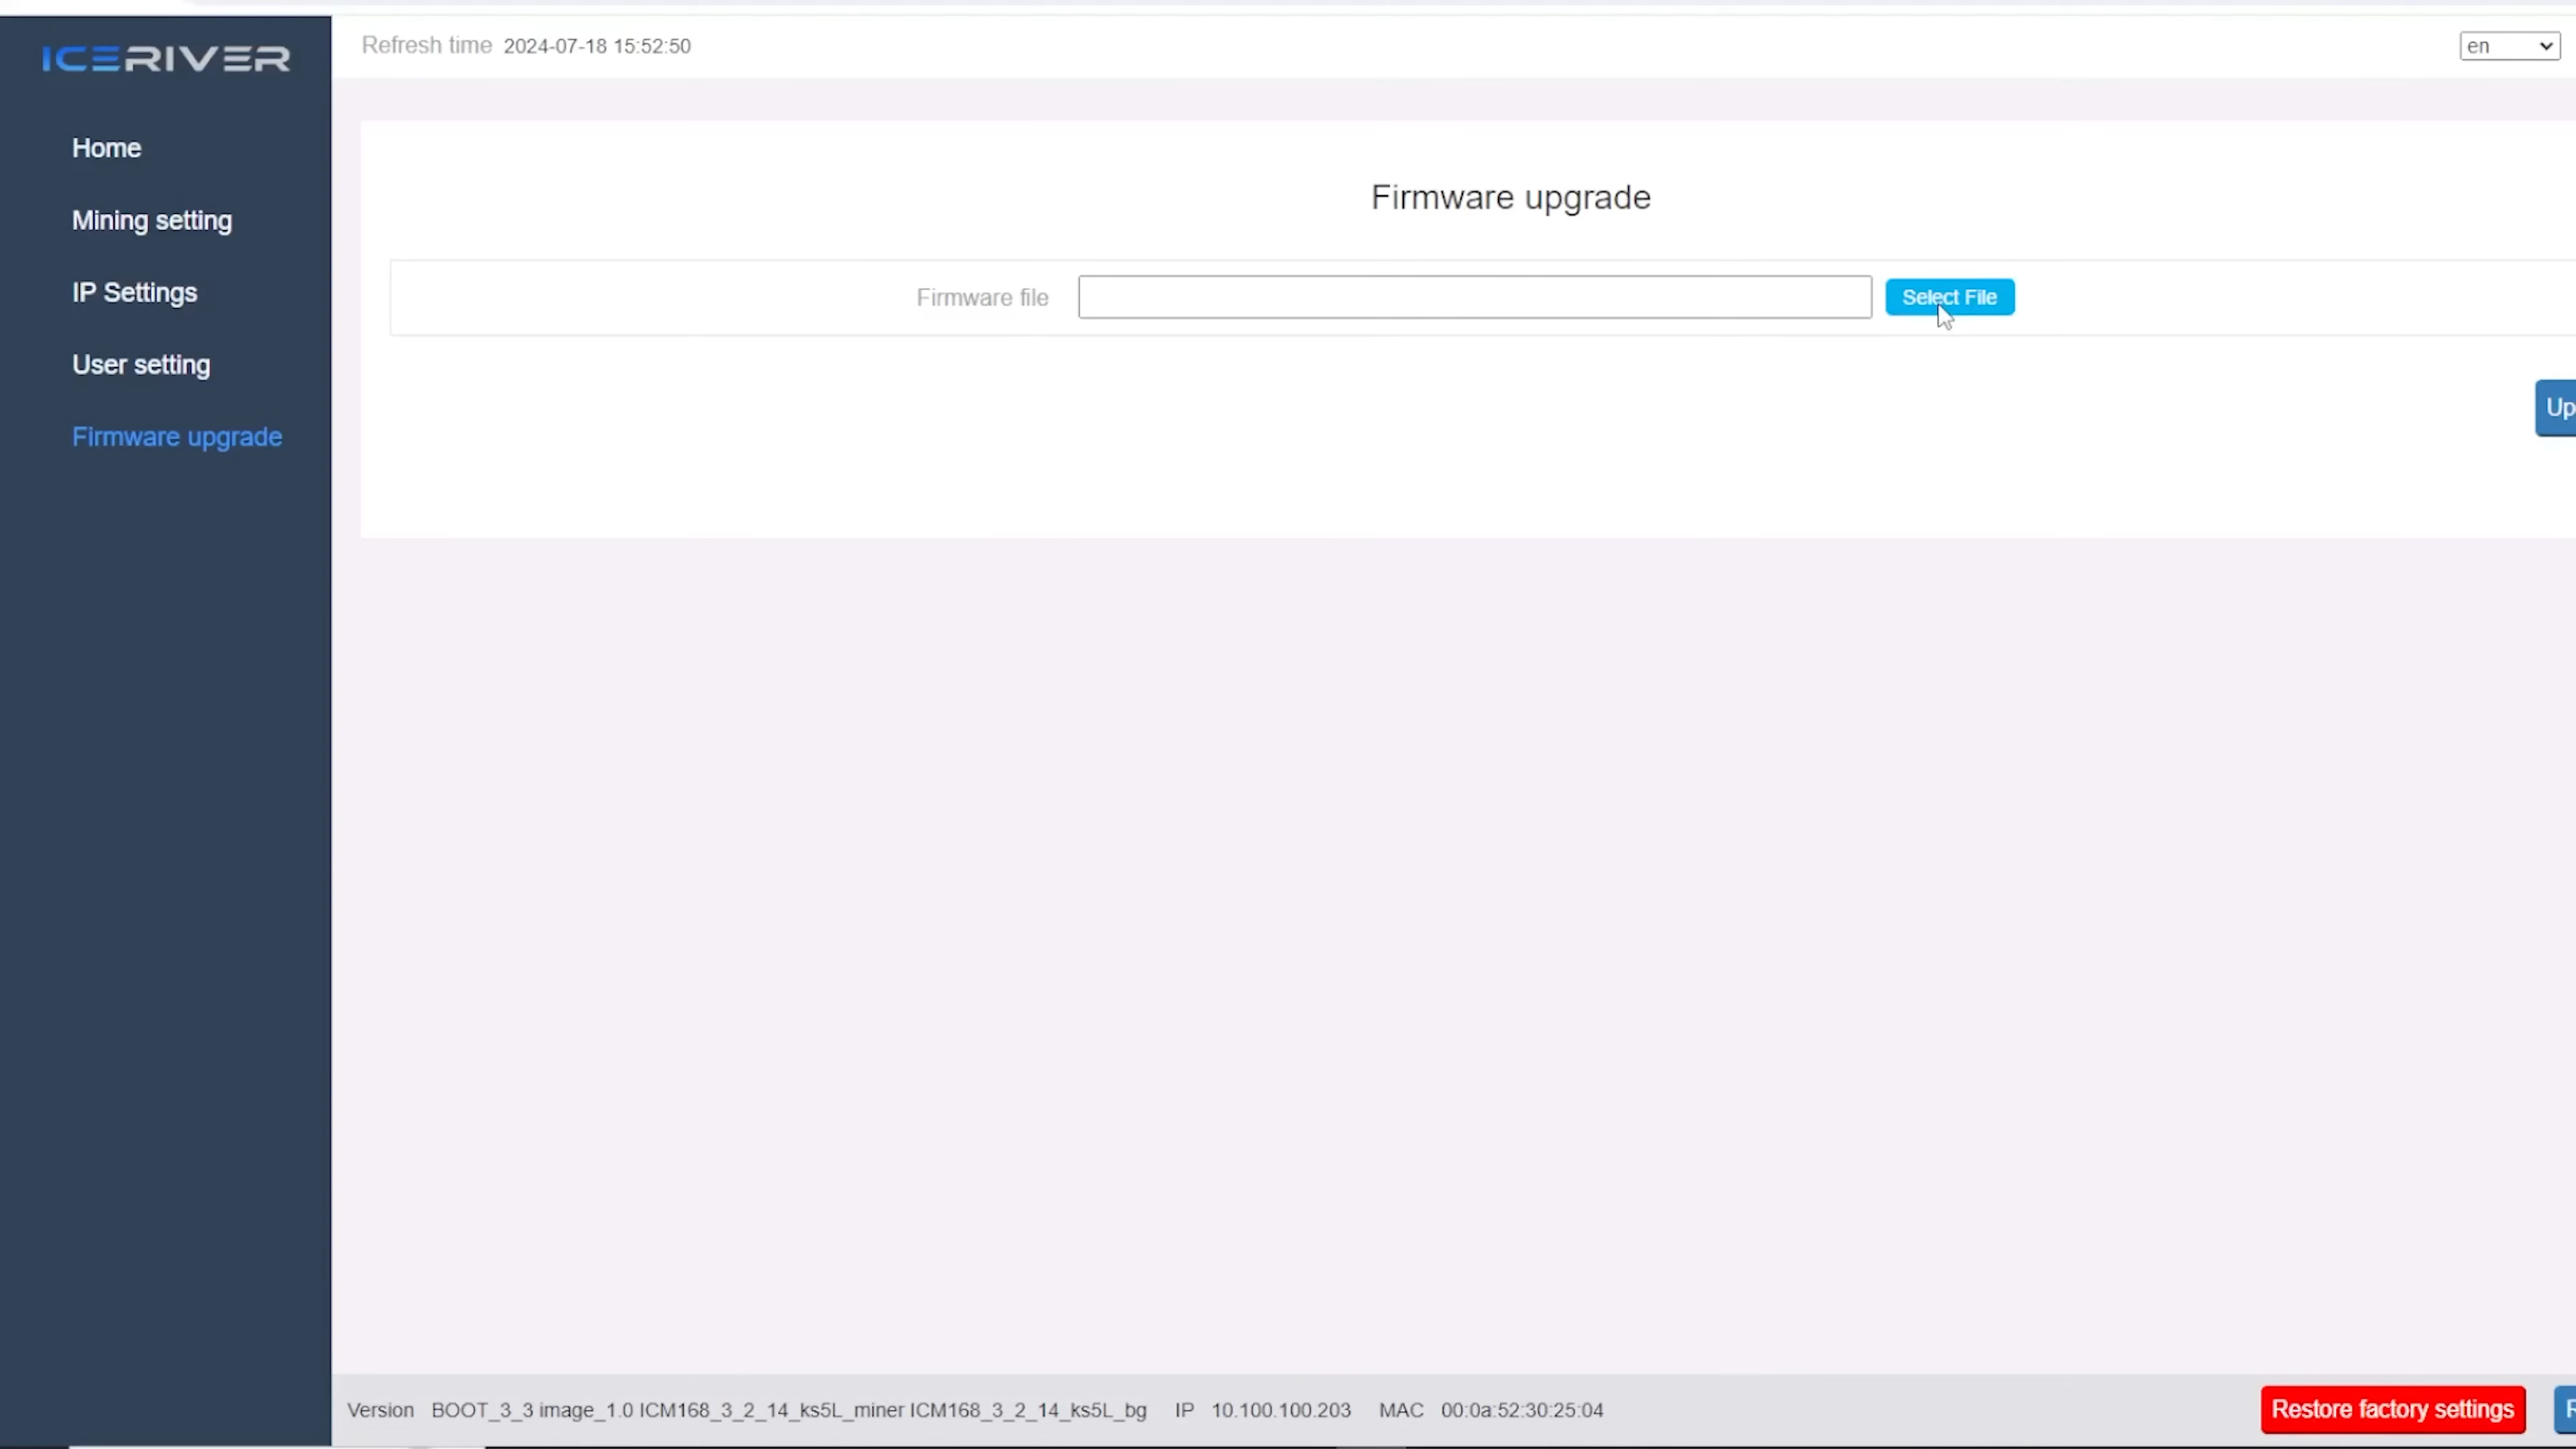 ICERIVER
Refresh time 2024-07-18 15:52:50
en
Home
Mining setting
IP Settings
User setting
Firmware upgrade
Firmware upgrade
Firmware file
Select File
Up
Version BOOT_3_3 image_1.0 ICM168_3_2_14_ks5L_miner ICM168_3_2_14_ks5L_bg IP 10.100.100.203 MAC 00:0a:52:30:25:04
Restore factory settings